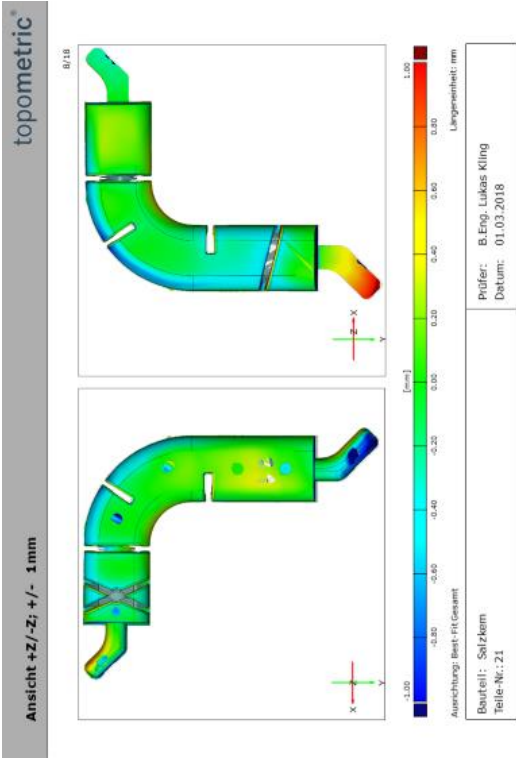 Ansicht +Z/-Z; +/- 1mm
topometric®
8/18
X
Z
Y
X
Z
Y
[mm]
-1.00
-0.80
-0.60
-0.40
-0.20
0.00
0.20
0.40
0.60
0.80
1.00
Ausrichtung: Best-Fit Gesamt
Längeneinheit: mm
Bauteil: Salzkern
Teile-Nr.: 21
Prüfer: B.Eng. Lukas Kling
Datum: 01.03.2018